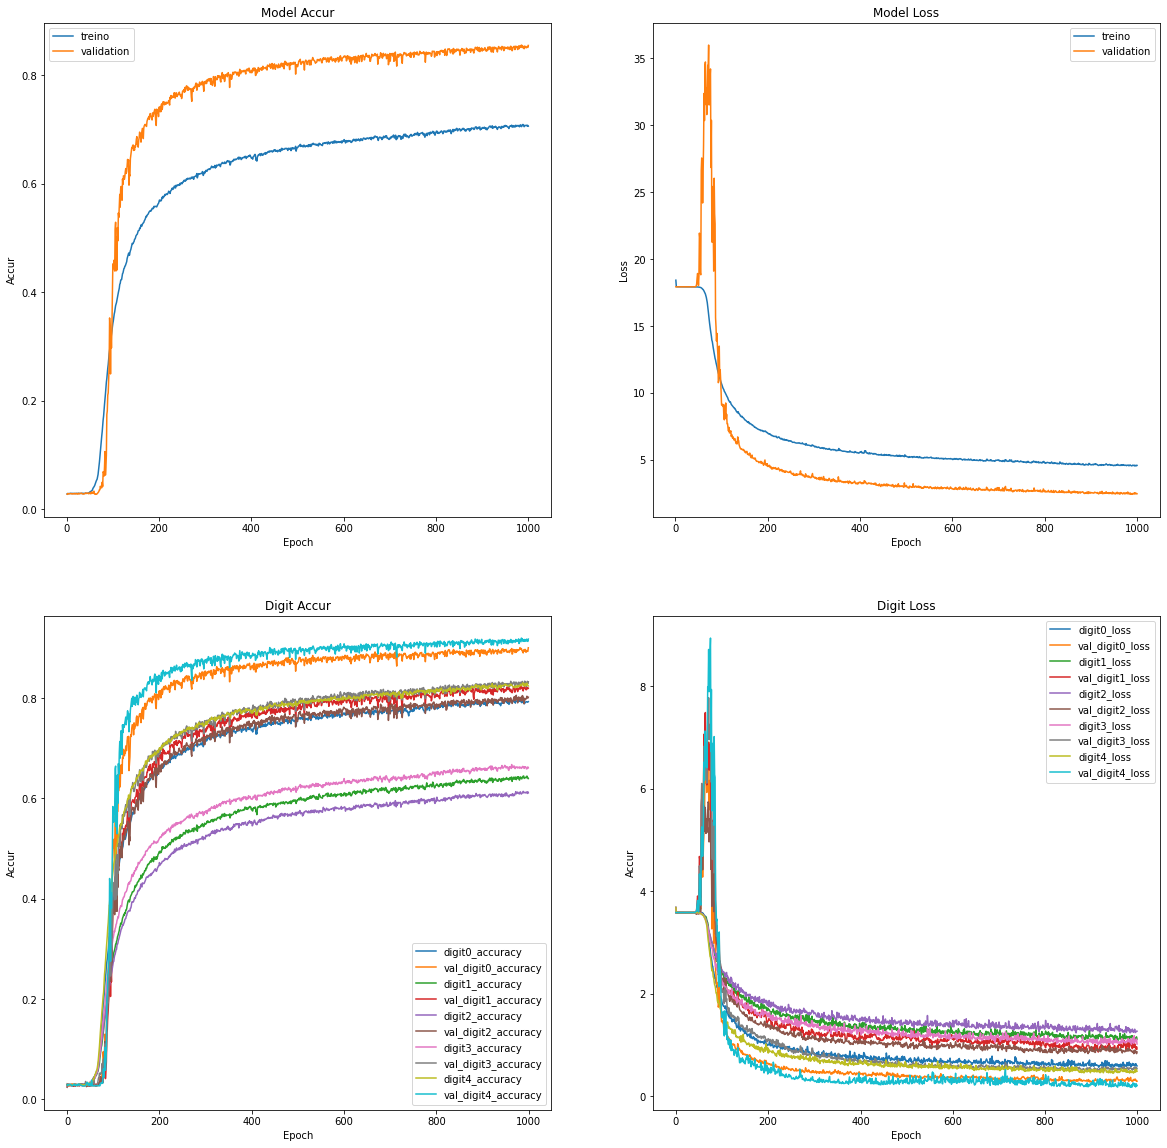 Model Accur
treino
validation
Accur
0.8
0.6
0.4
0.2
0.0
0
200
400
600
800
1000
Epoch
Model Loss
treino
validation
Loss
35
30
25
20
15
10
5
0
200
400
600
800
1000
Epoch
Digit Accur
Accur
0.8
0.6
0.4
0.2
0.0
digit0_accuracy
val_digit0_accuracy
digit1_accuracy
val_digit1_accuracy
digit2_accuracy
val_digit2_accuracy
digit3_accuracy
val_digit3_accuracy
digit4_accuracy
val_digit4_accuracy
0
200
400
600
800
1000
Epoch
Digit Loss
digit0_loss
val_digit0_loss
digit1_loss
val_digit1_loss
digit2_loss
val_digit2_loss
digit3_loss
val_digit3_loss
digit4_loss
val_digit4_loss
Accur
8
6
4
2
0
0
200
400
600
800
1000
Epoch